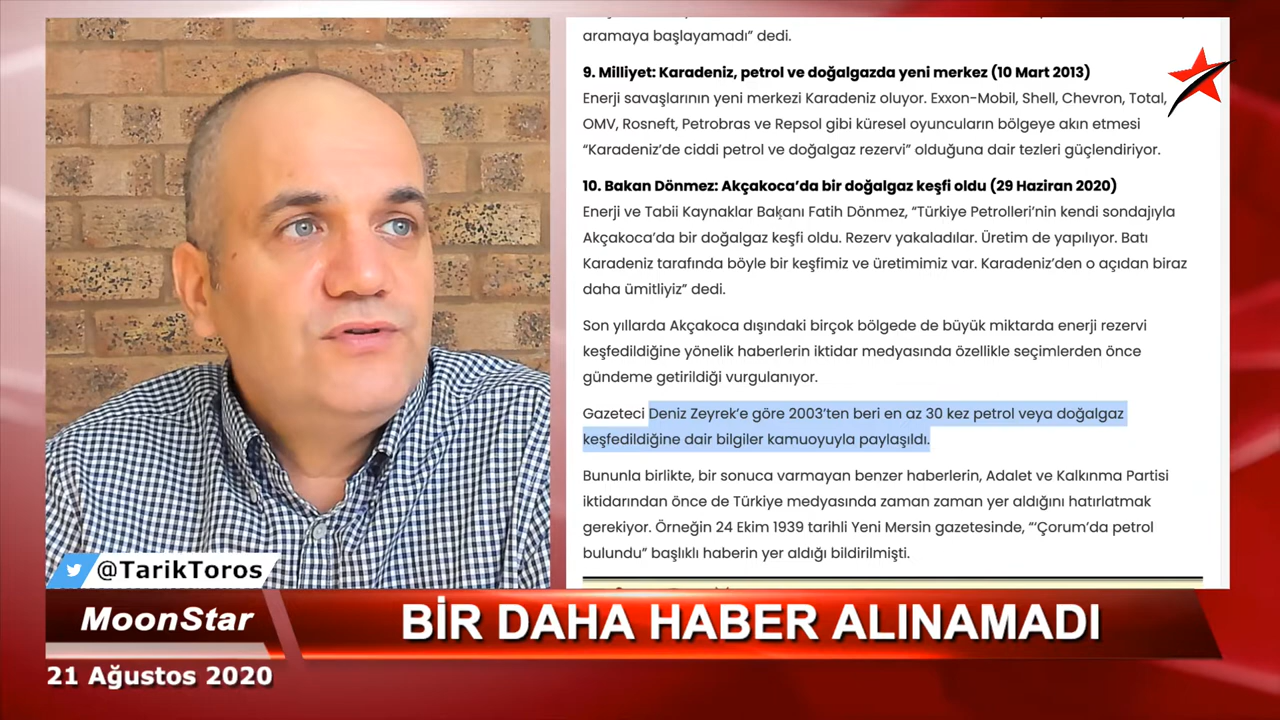 aramaya başlayamadı” dedi.
9. Milliyet: Karadeniz, petrol ve doğalgazda yeni merkez (10 Mart 2013)
Enerji savaşlarının yeni merkezi Karadeniz oluyor. Exxon-Mobil, Shell, Chevron, Total,
OMV, Rosneft, Petrobras ve Repsol gibi küresel oyuncuların bölgeye akın etmesi
“Karadeniz’de ciddi petrol ve doğalgaz rezervi” olduğuna dair tezleri güçlendiriyor.
10. Bakan Dönmez: Akçakoca’da bir doğalgaz keşfi oldu (29 Haziran 2020)
Enerji ve Tabii Kaynaklar Bakanı Fatih Dönmez, “Türkiye Petrolleri’nin kendi sondajıyla
Akçakoca’da bir doğalgaz keşfi oldu. Rezerv yakaladılar. Üretim de yapılıyor. Batı
Karadeniz tarafında böyle bir keşfimiz ve üretimimiz var. Karadeniz’den o açıdan biraz
daha ümitliyiz” dedi.
Son yıllarda Akçakoca dışındaki birçok bölgede de büyük miktarda enerji rezervi
keşfedildiğine yönelik haberlerin iktidar medyasında özellikle seçimlerden önce
gündeme getirildiği vurgulanıyor.
Gazeteci Deniz Zeyrek’e göre 2003’ten beri en az 30 kez petrol veya doğalgaz
keşfedildiğine dair bilgiler kamuoyuyla paylaşıldı.
Bununla birlikte, bir sonuca varmayan benzer haberlerin, Adalet ve Kalkınma Partisi
iktidarından önce de Türkiye medyasında zaman zaman yer aldığını hatırlatmak
gerekiyor. Örneğin 24 Ekim 1939 tarihli Yeni Mersin gazetesinde, “‘Çorum’da petrol
bulundu” başlıklı haberin yer aldığı bildirilmişti.
@TarikToros
MoonStar
BİR DAHA HABER ALINAMADI
21 Ağustos 2020